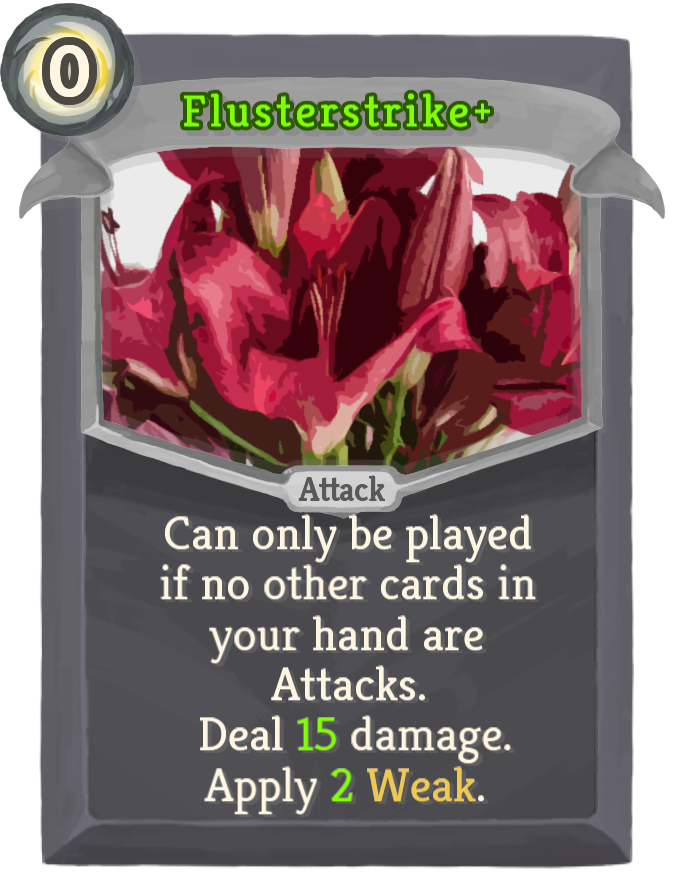 0
Flusterstrike+
Attack
Can only be played
if no other cards in
your hand are
Attacks.
Deal 15 damage.
Apply 2 Weak.